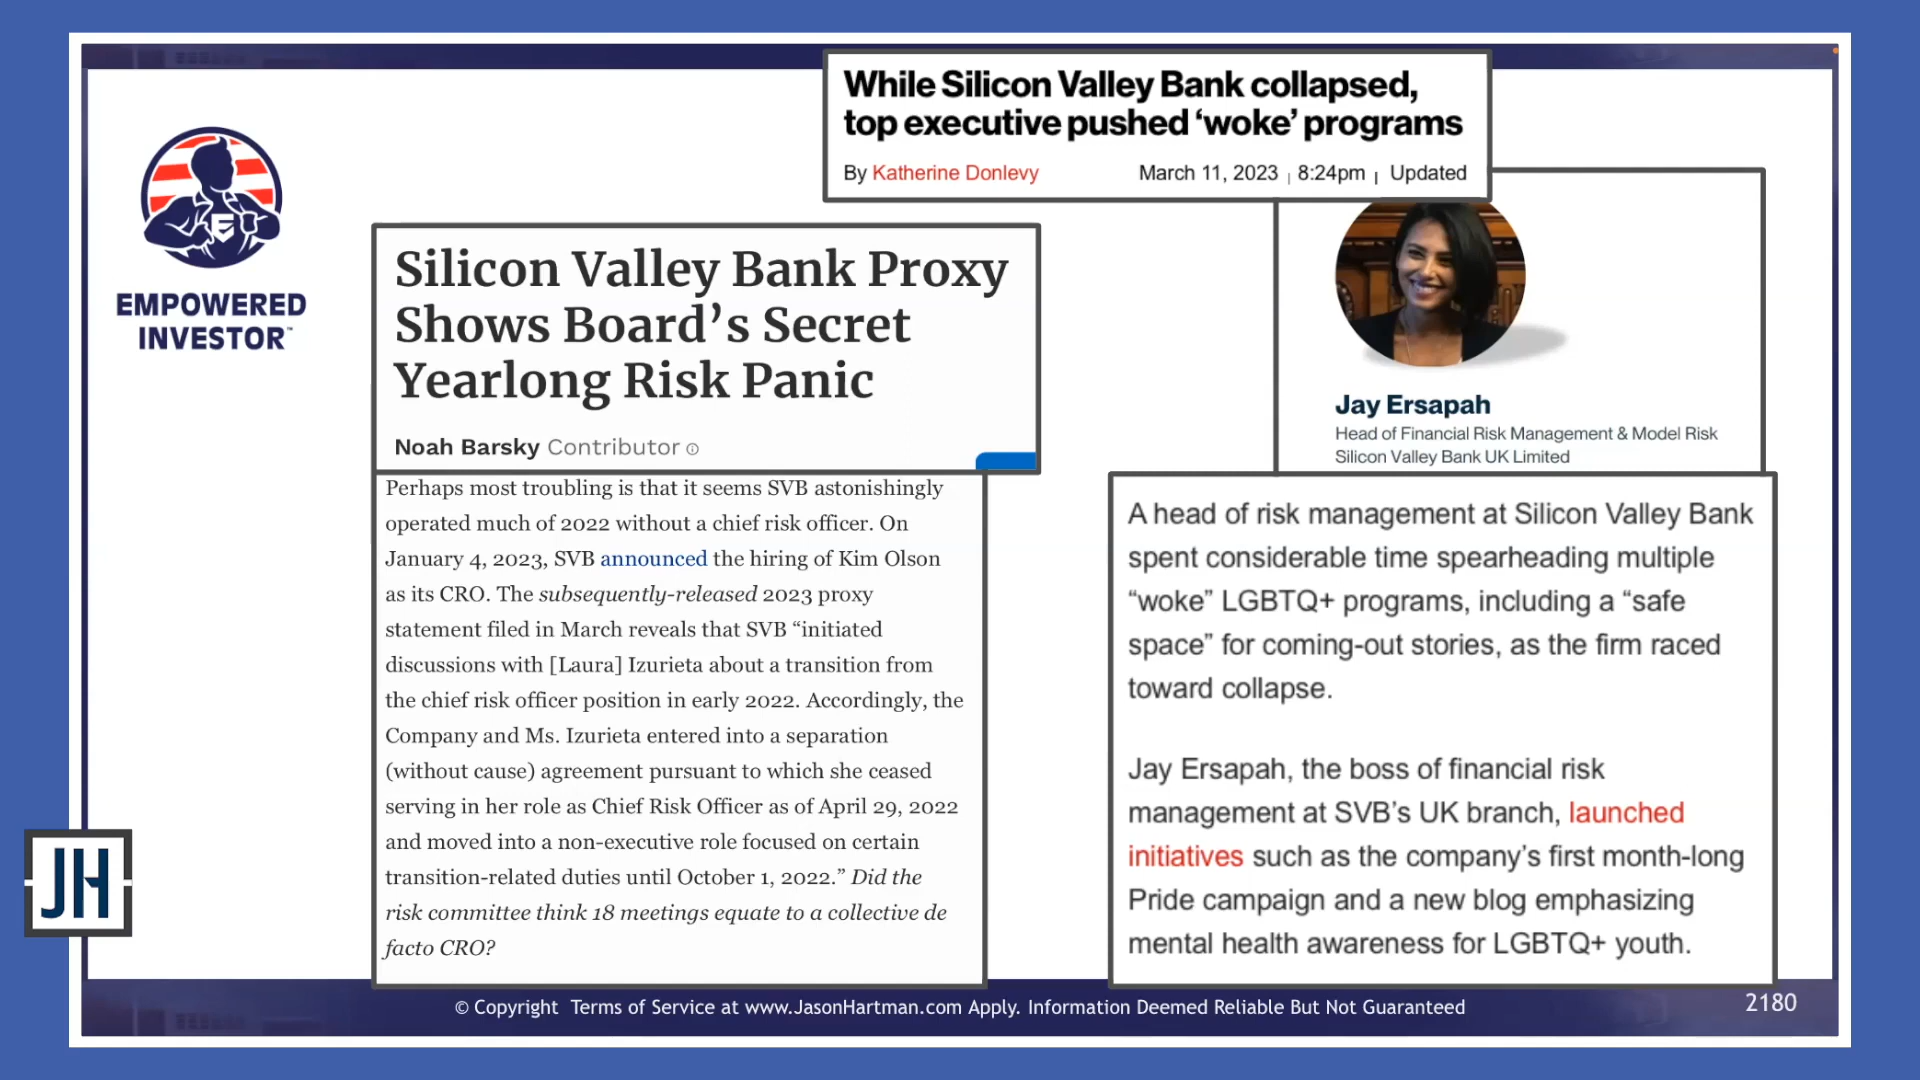 While Silicon Valley Bank collapsed,
top executive pushed ‘woke’ programs
By Katherine Donlevy March 11, 2023 | 8:24pm | Updated
EMPOWERED
INVESTOR™
Silicon Valley Bank Proxy
Shows Board’s Secret
Yearlong Risk Panic
Noah Barsky Contributor
Perhaps most troubling is that it seems SVB astonishingly
operated much of 2022 without a chief risk officer. On
January 4, 2023, SVB announced the hiring of Kim Olson
as its CRO. The subsequently-released 2023 proxy
statement filed in March reveals that SVB “initiated
discussions with [Laura] Izurieta about a transition from
the chief risk officer position in early 2022. Accordingly, the
Company and Ms. Izurieta entered into a separation
(without cause) agreement pursuant to which she ceased
serving in her role as Chief Risk Officer as of April 29, 2022
and moved into a non-executive role focused on certain
transition-related duties until October 1, 2022.” Did the
risk committee think 18 meetings equate to a collective de
facto CRO?
Jay Ersapah
Head of Financial Risk Management & Model Risk
Silicon Valley Bank UK Limited
A head of risk management at Silicon Valley Bank
spent considerable time spearheading multiple
“woke” LGBTQ+ programs, including a “safe
space” for coming-out stories, as the firm raced
toward collapse.
Jay Ersapah, the boss of financial risk
management at SVB’s UK branch, launched
initiatives such as the company’s first month-long
Pride campaign and a new blog emphasizing
mental health awareness for LGBTQ+ youth.
JH
© Copyright Terms of Service at www.JasonHartman.com Apply. Information Deemed Reliable But Not Guaranteed
2180